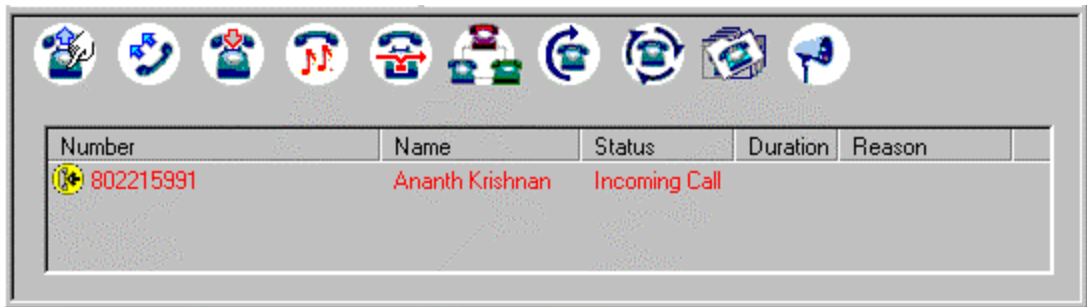 Number Name Status Duration Reason
802215991 Ananth Krishnan Incoming Call